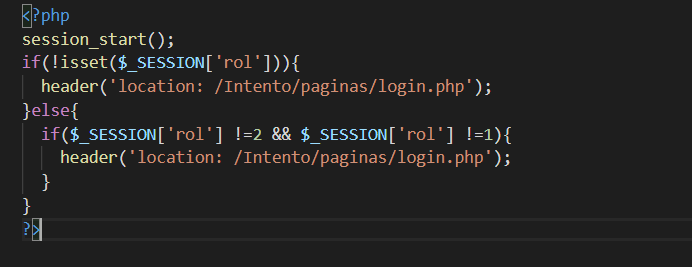 <?php
session_start();
if(!isset($_SESSION['rol'])){
  header('location: /Intento/paginas/login.php');
}else{
  if($_SESSION['rol'] !=2 && $_SESSION['rol'] !=1){
    header('location: /Intento/paginas/login.php');
  }
}
?>